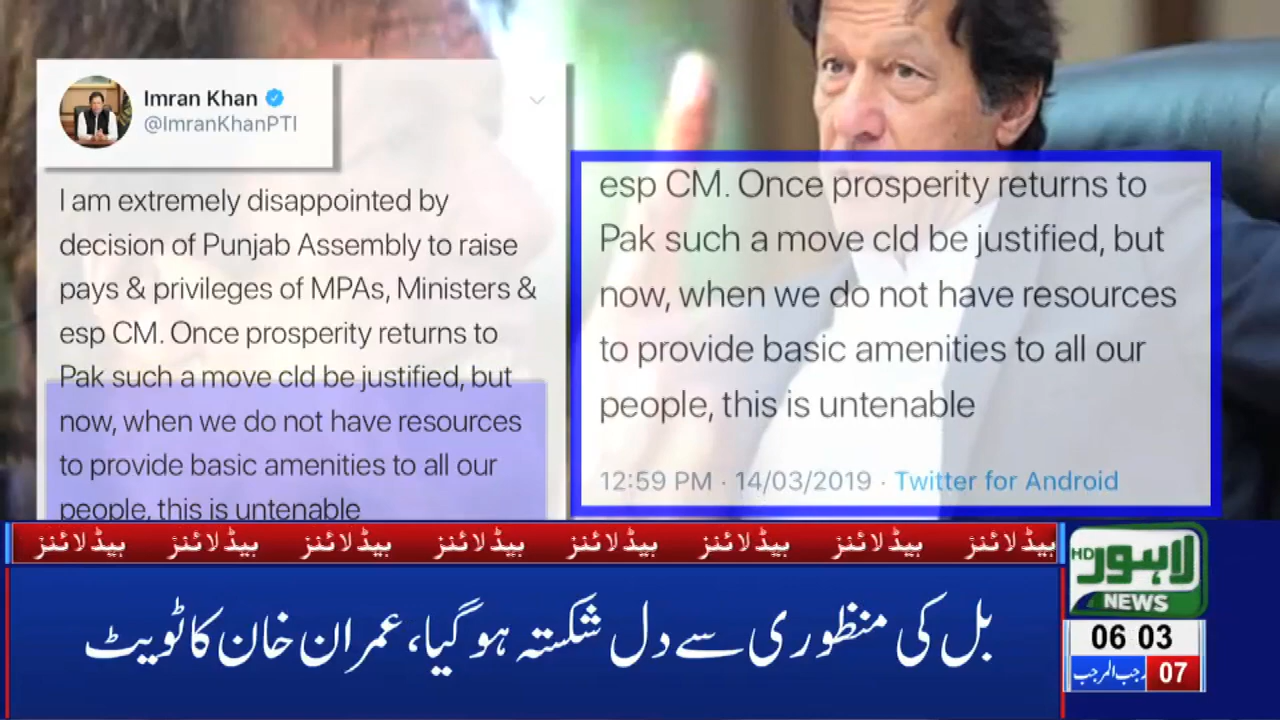 Imran Khan
@ImranKhanPTI
I am extremely disappointed by
decision of Punjab Assembly to raise
pays & privileges of MPAs, Ministers &
esp CM. Once prosperity returns to
Pak such a move cld be justified, but
now, when we do not have resources
to provide basic amenities to all our
people, this is untenable
esp CM. Once prosperity returns to
Pak such a move cld be justified, but
now, when we do not have resources
to provide basic amenities to all our
people, this is untenable
12:59 PM · 14/03/2019 · Twitter for Android
ہیڈلائنز ہیڈلائنز ہیڈلائنز ہیڈلائنز ہیڈلائنز ہیڈلائنز ہیڈلائنز ہیڈلائنز
بل کی منظوری سے دل شکستہ ہو گیا، عمران خان کا ٹویٹ
لاہور HD
NEWS
06 03
07 رجب المرجب